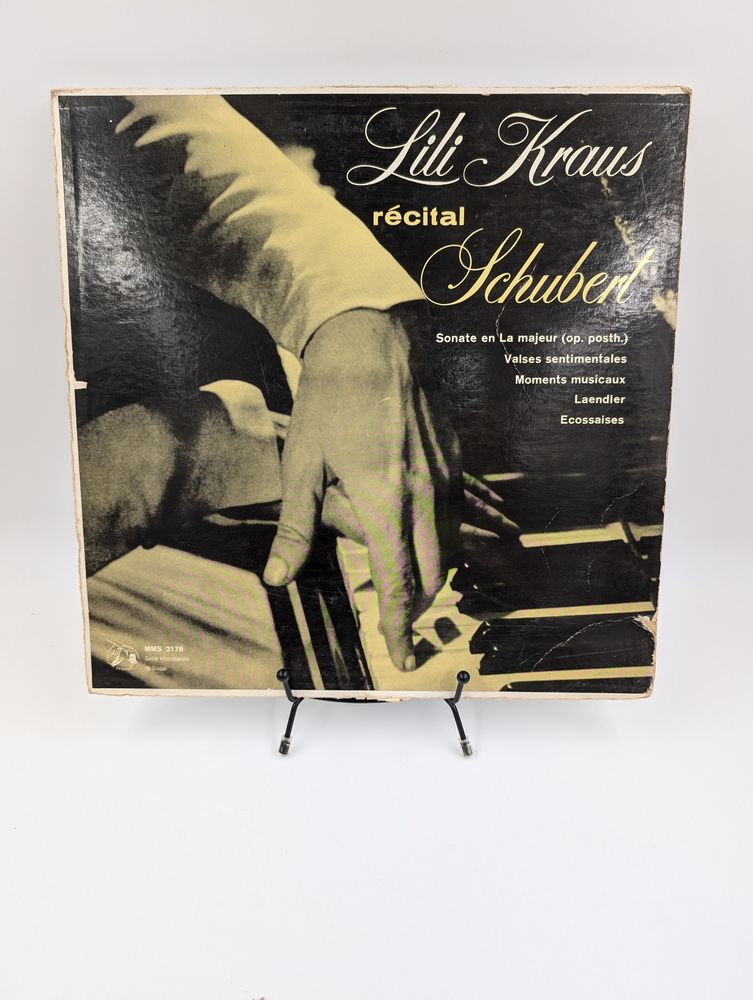 Lili Kraus
récital
Schubert
Sonate en La majeur (op. posth.)
Valses sentimentales
Moments musicaux
Laendler
Ecossaises
MMS 2178
Guilde Internationale
du Disque